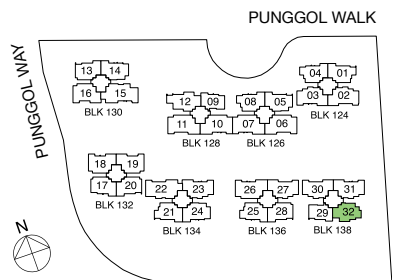 PUNGGOL WALK
PUNGGOL WAY
13 14
16 15
BLK 130
04 01
03 02
BLK 124
12 09
11 10
BLK 128
08 05
07 06
BLK 126
18 19
17 20
BLK 132
22 23
21 24
BLK 134
26 27
25 28
BLK 136
30 31
29 32
BLK 138
N